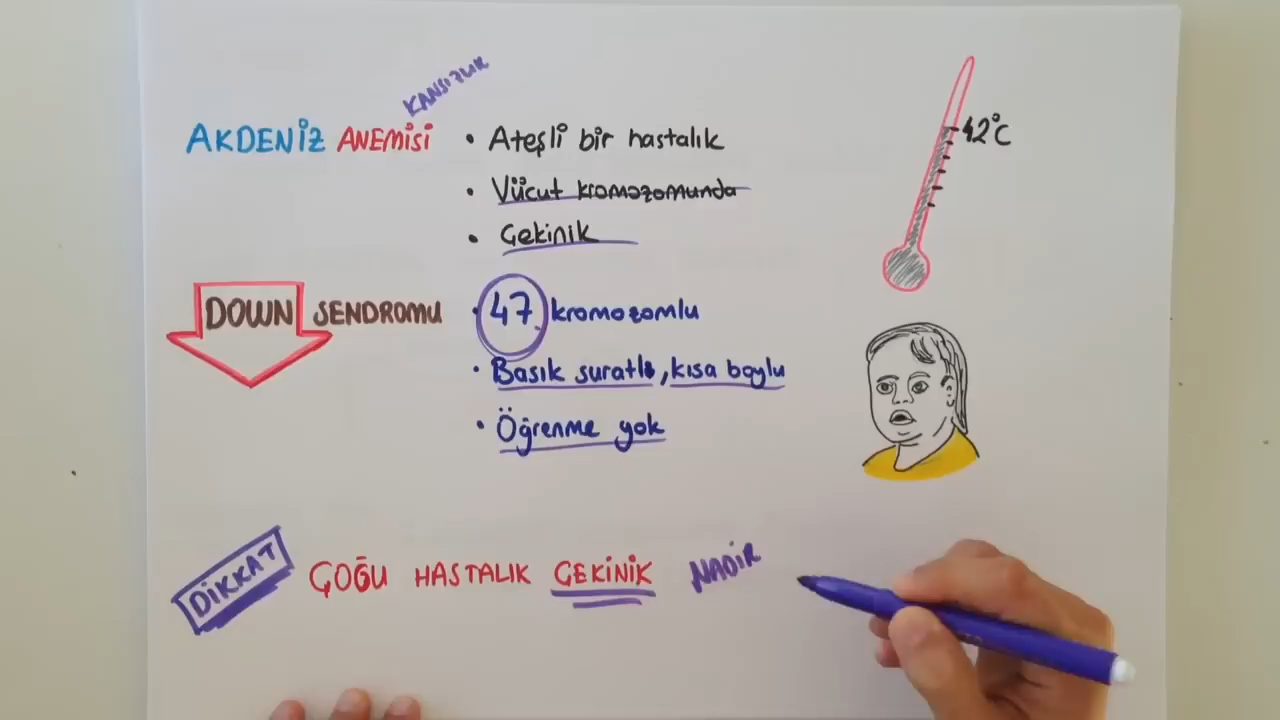 KANSIZLIK
AKDENİZ ANEMİSİ
• Ateşli bir hastalık
• Vücut kromozomunda
• Çekinik
42°C
DOWN SENDROMU
• 47 kromozomlu
• Basık suratlı, kısa boylu
• Öğrenme yok
DİKKAT ÇOĞU HASTALIK ÇEKİNİK NADİR